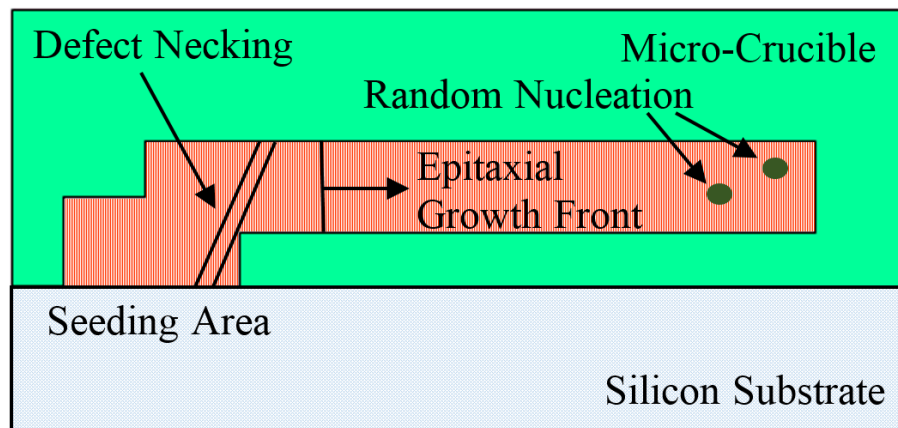 Defect Necking
Micro-Crucible
Random Nucleation
Epitaxial
Growth Front
Seeding Area
Silicon Substrate